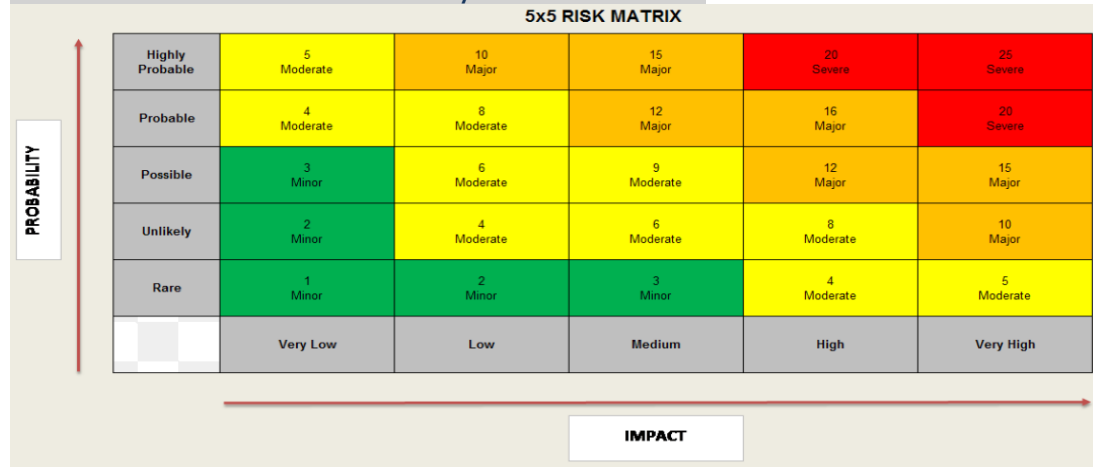 5x5 RISK MATRIX
Highly
Probable
5
Moderate
10
Major
15
Major
20
Severe
25
Severe
Probable
4
Moderate
8
Moderate
12
Major
16
Major
20
Severe
PROBABILITY
Possible
3
Minor
6
Moderate
9
Moderate
12
Major
15
Major
Unlikely
2
Minor
4
Moderate
6
Moderate
8
Moderate
10
Major
Rare
1
Minor
2
Minor
3
Minor
4
Moderate
5
Moderate
Very Low
Low
Medium
High
Very High
IMPACT